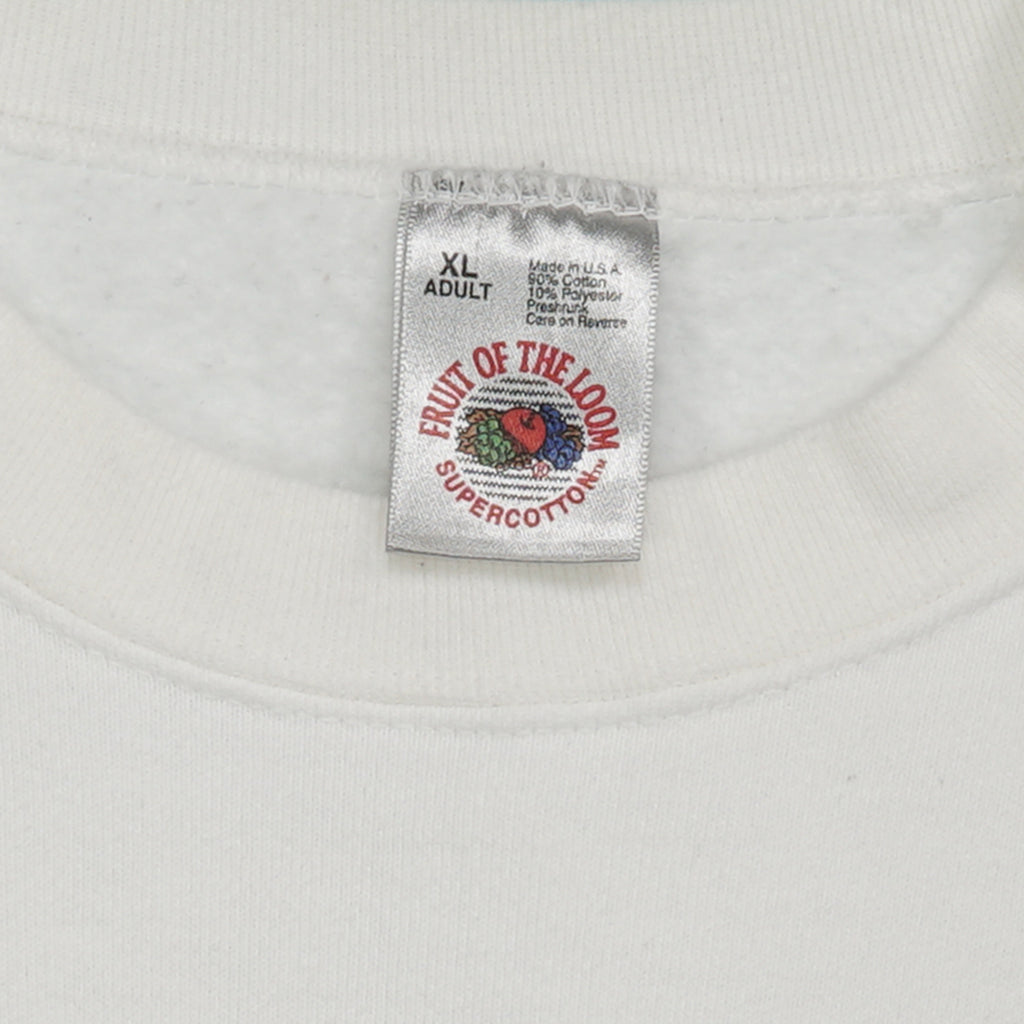 XL
ADULT
Made in U.S.A.
90% Cotton
10% Polyester
Preshrunk
Care on Reverse
FRUIT OF THE LOOM
®
SUPERCOTTON™